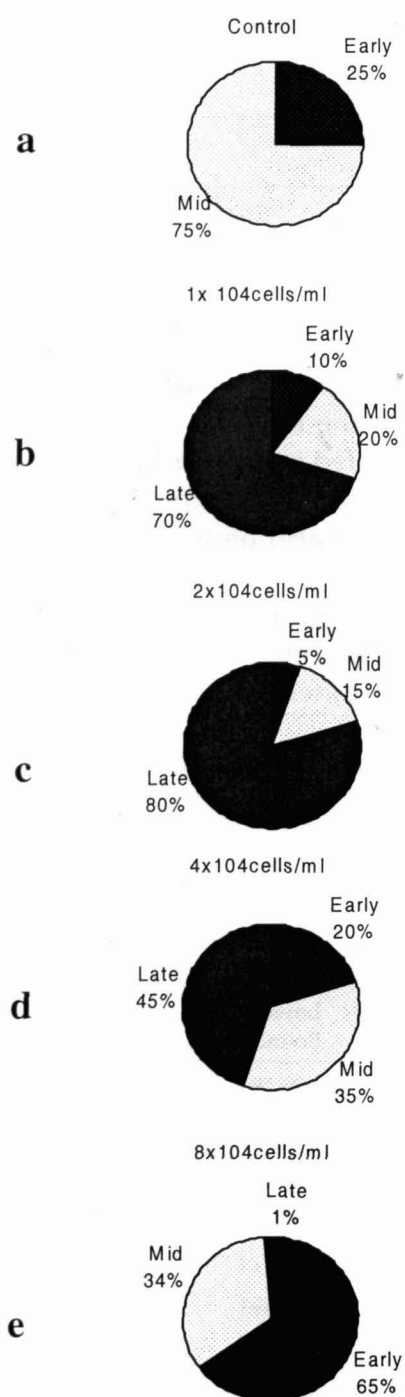 Control
Early
25%
a
Mid
75%
1x 104cells/ml
Early
10%
Mid
20%
b
Late
70%
2x104cells/ml
Early
5%
Mid
15%
c
Late
80%
4x104cells/ml
Early
20%
Late
45%
d
Mid
35%
8x104cells/ml
Late
1%
Mid
34%
e
Early
65%